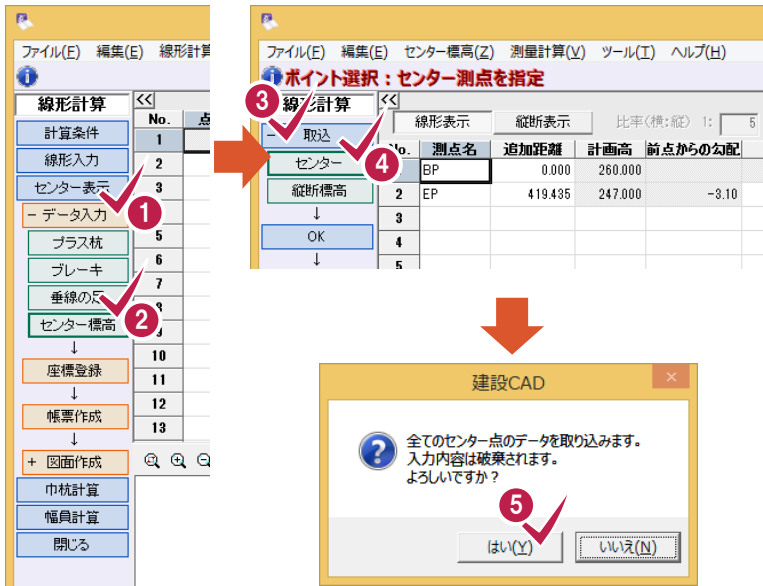 ファイル(F) 編集(E) 線形計算
線形計算
計算条件
線形入力
センター表示
− データ入力
プラス杭
ブレーキ
垂線の足
センター標高
↓
座標登録
↓
帳票作成
↓
+ 図面作成
巾杭計算
幅員計算
閉じる
<<
No. 点
1
2
3
5
6
7
8
9
10
11
12
13
1
2
ファイル(F) 編集(E) センター標高(Z) 測量計算(V) ツール(T) ヘルプ(H)
ポイント選択：センター測点を指定
3
線形計算
− 取込
4
センター
縦断標高
↓
OK
↓
<<
線形表示 縦断表示 比率(横:縦) 1: 5
No. 測点名 追加距離 計画高 前点からの勾配
BP 0.000 260.000
2 EP 419.435 247.000 −3.10
3
4
5
建設CAD
×
全てのセンター点のデータを取り込みます。
入力内容は破棄されます。
よろしいですか？
5
はい(Y) いいえ(N)